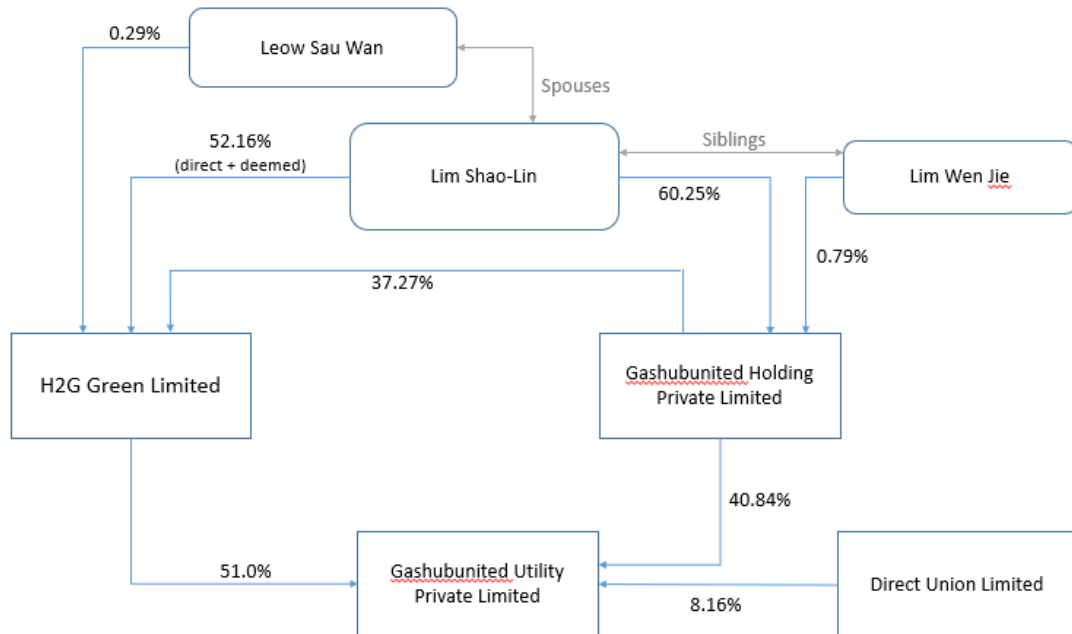 0.29%
Leow Sau Wan
Spouses
52.16%
(direct + deemed)
Lim Shao-Lin
Siblings
60.25%
Lim Wen Jie
0.79%
37.27%
H2G Green Limited
Gashubunited Holding
Private Limited
40.84%
51.0%
Gashubunited Utility
Private Limited
8.16%
Direct Union Limited